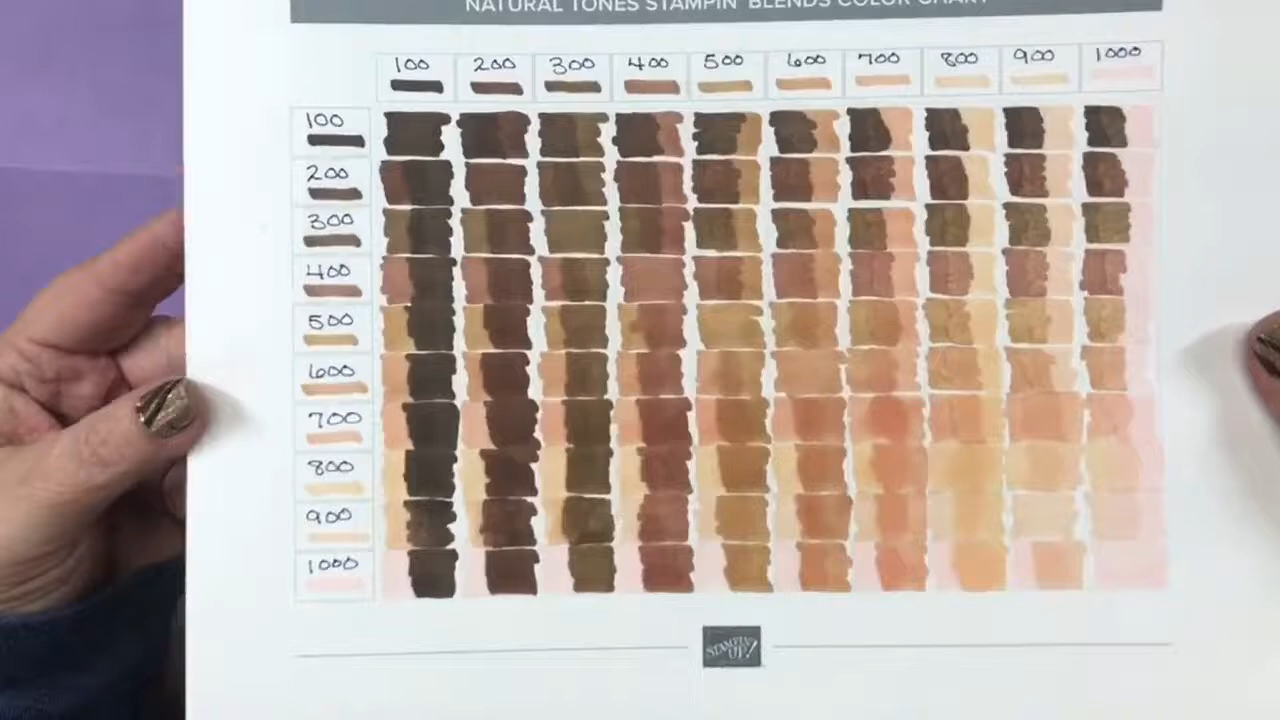 NATURAL TONES STAMPIN' BLENDS COLOR CHART
100 200 300 400 500 600 700 800 900 1000
100
200
300
400
500
600
700
800
900
1000
STAMPIN'
UP!